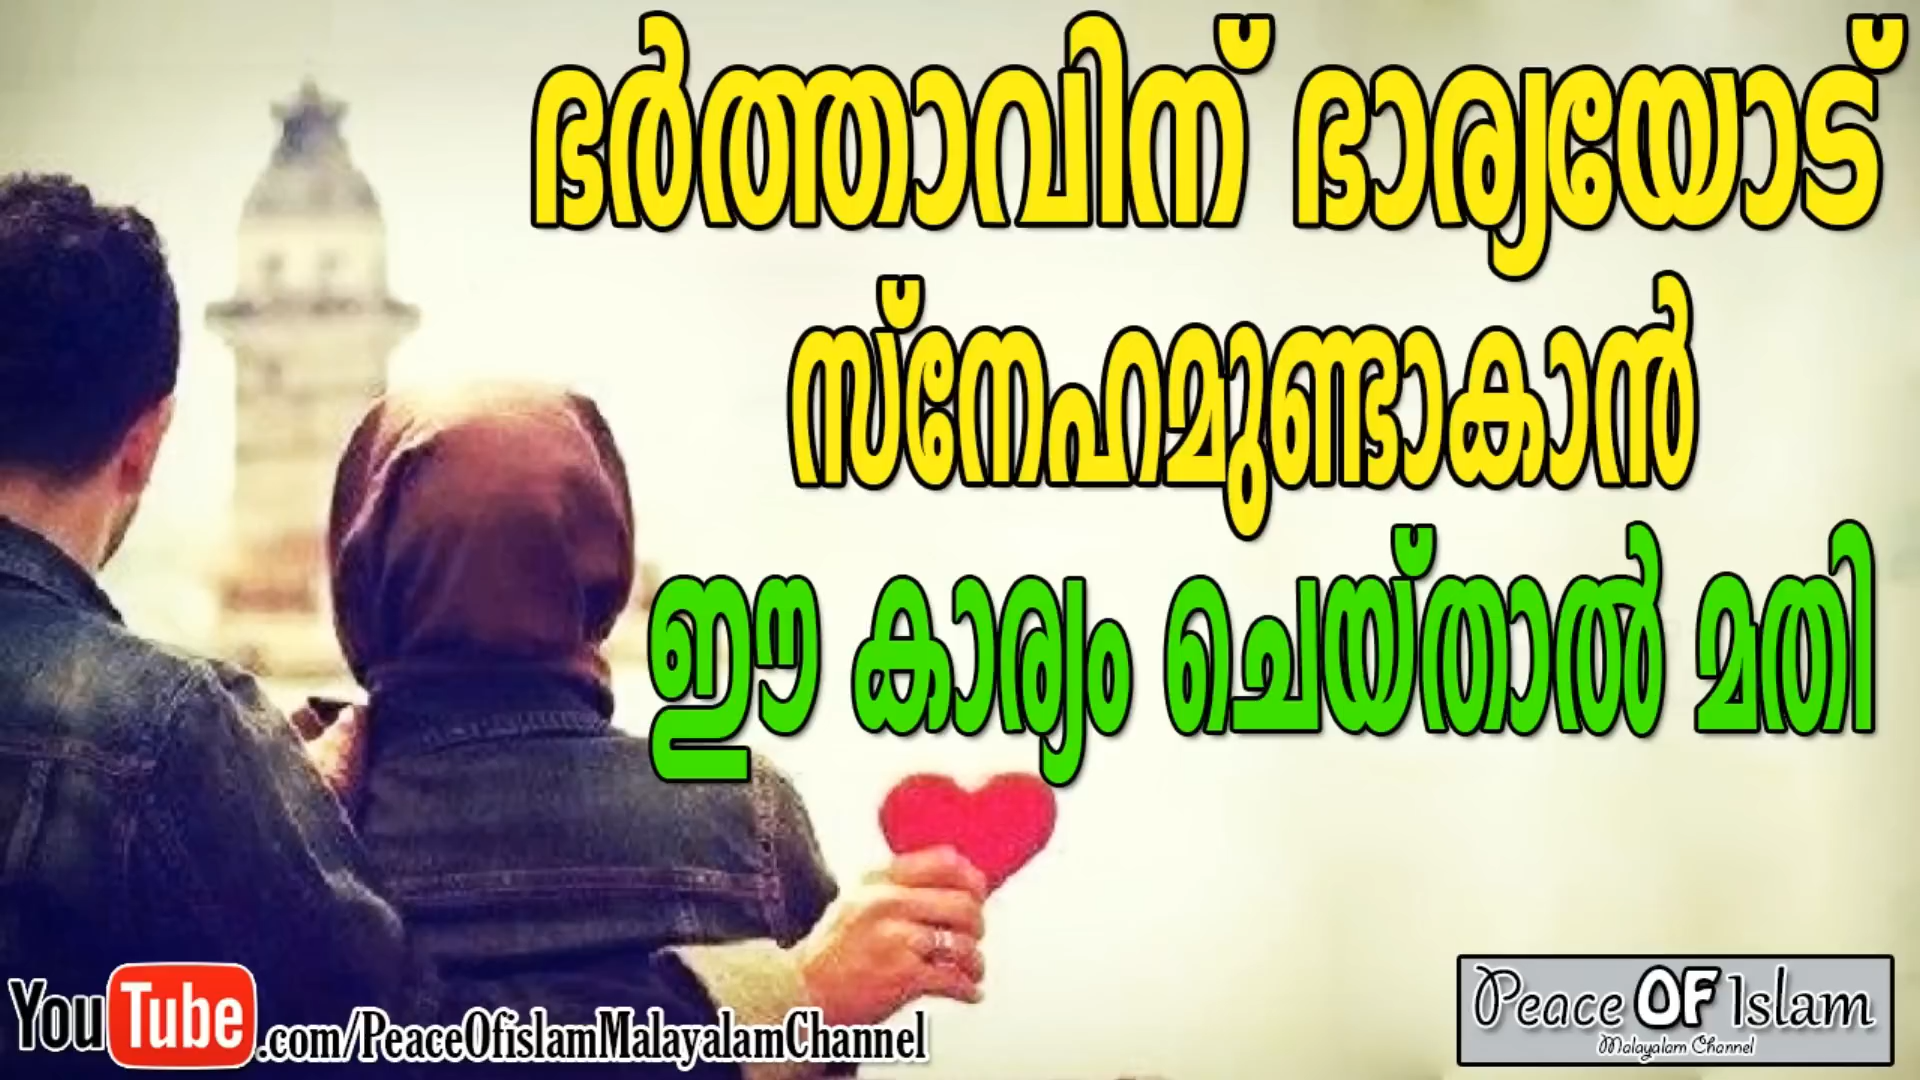 ഭർത്താവിന് ഭാര്യയോട്
സ്നേഹമുണ്ടാകാൻ
ഈ കാര്യം ചെയ്താൽ മതി
YouTube.com/PeaceOfislamMalayalamChannel
Peace OF Islam
Malayalam Channel